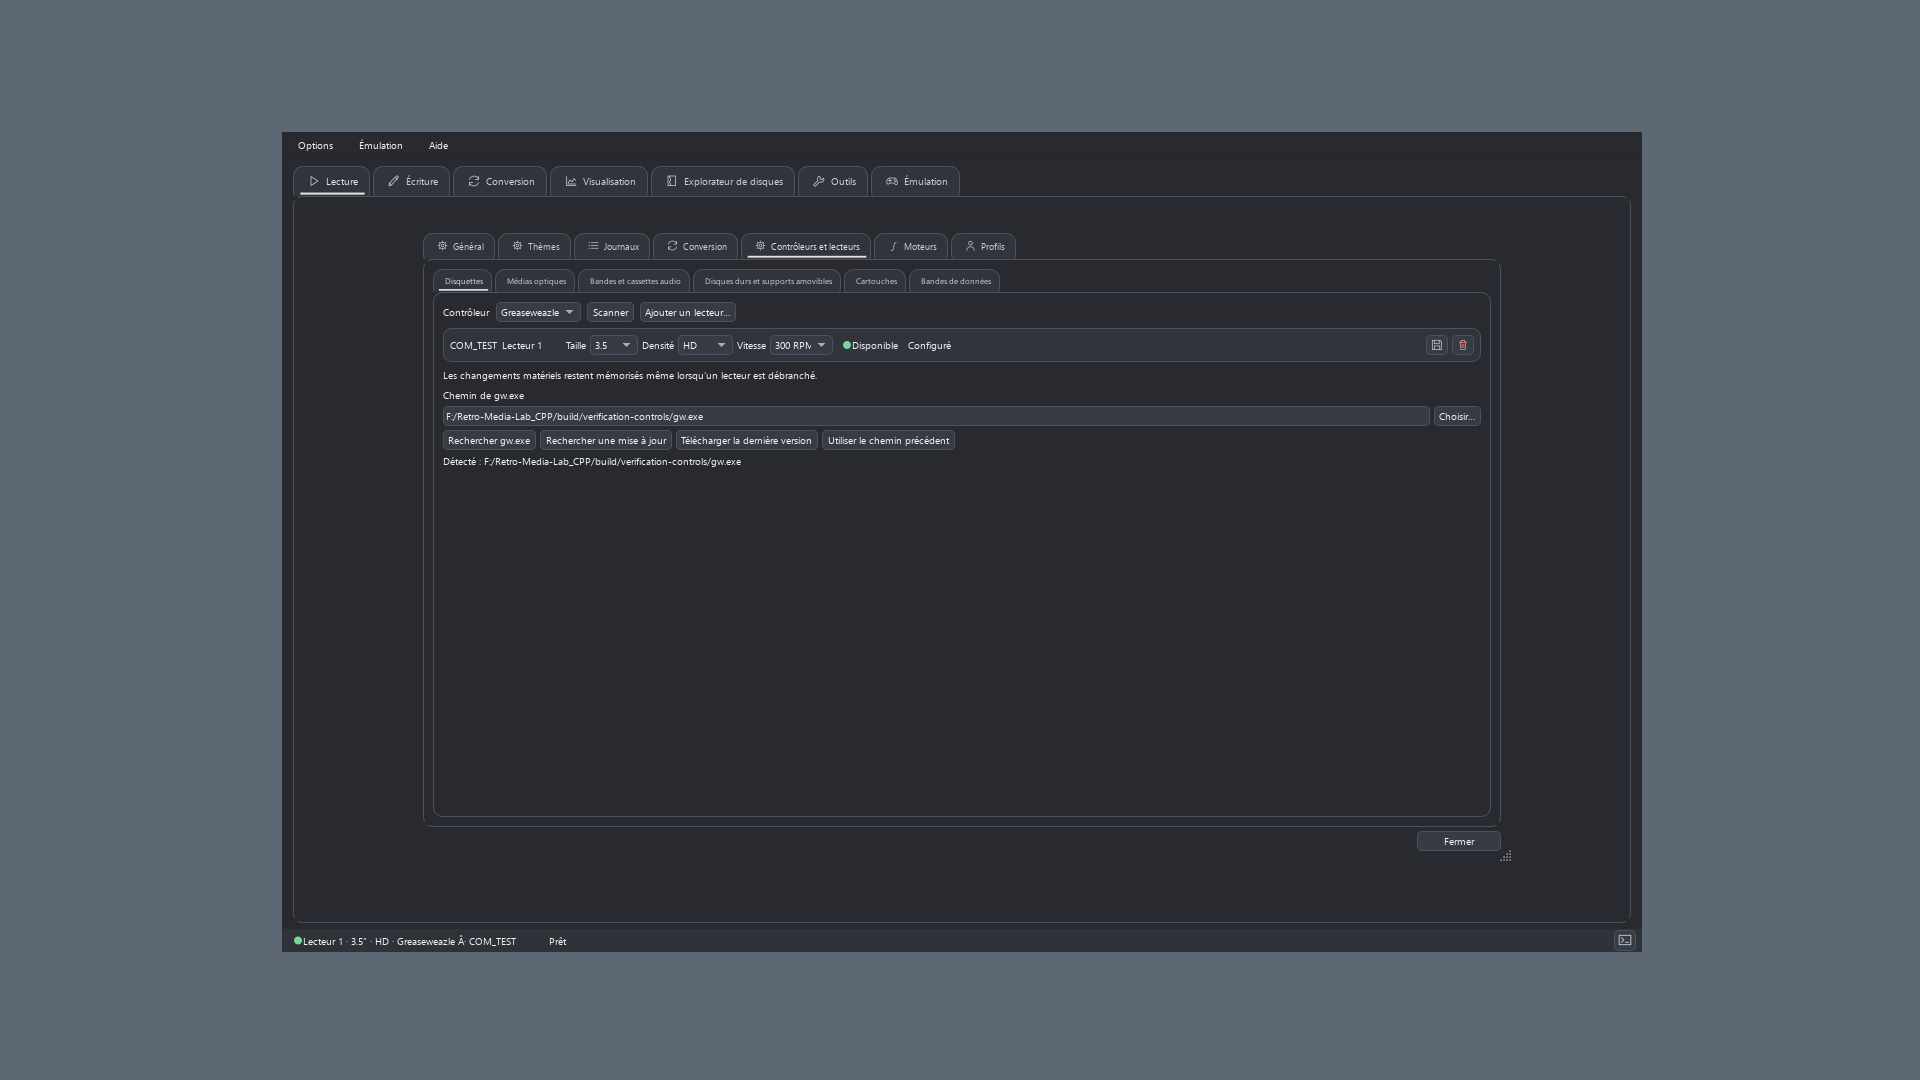 Options Émulation Aide
Lecture Écriture Conversion Visualisation Explorateur de disques Outils Émulation
Général Thèmes Journaux Conversion Contrôleurs et lecteurs Moteurs Profils
Disquettes Médias optiques Bandes et cassettes audio Disques durs et supports amovibles Cartouches Bandes de données
Contrôleur Greaseweazle Scanner Ajouter un lecteur...
COM_TEST Lecteur 1 Taille 3.5 Densité HD Vitesse 300 RPM Disponible Configuré
Les changements matériels restent mémorisés même lorsqu'un lecteur est débranché.
Chemin de gw.exe
F:/Retro-Media-Lab_CPP/build/verification-controls/gw.exe Choisir...
Rechercher gw.exe Rechercher une mise à jour Télécharger la dernière version Utiliser le chemin précédent
Détecté : F:/Retro-Media-Lab_CPP/build/verification-controls/gw.exe
Fermer
Lecteur 1 · 3.5" · HD · Greaseweazle Â· COM_TEST Prêt